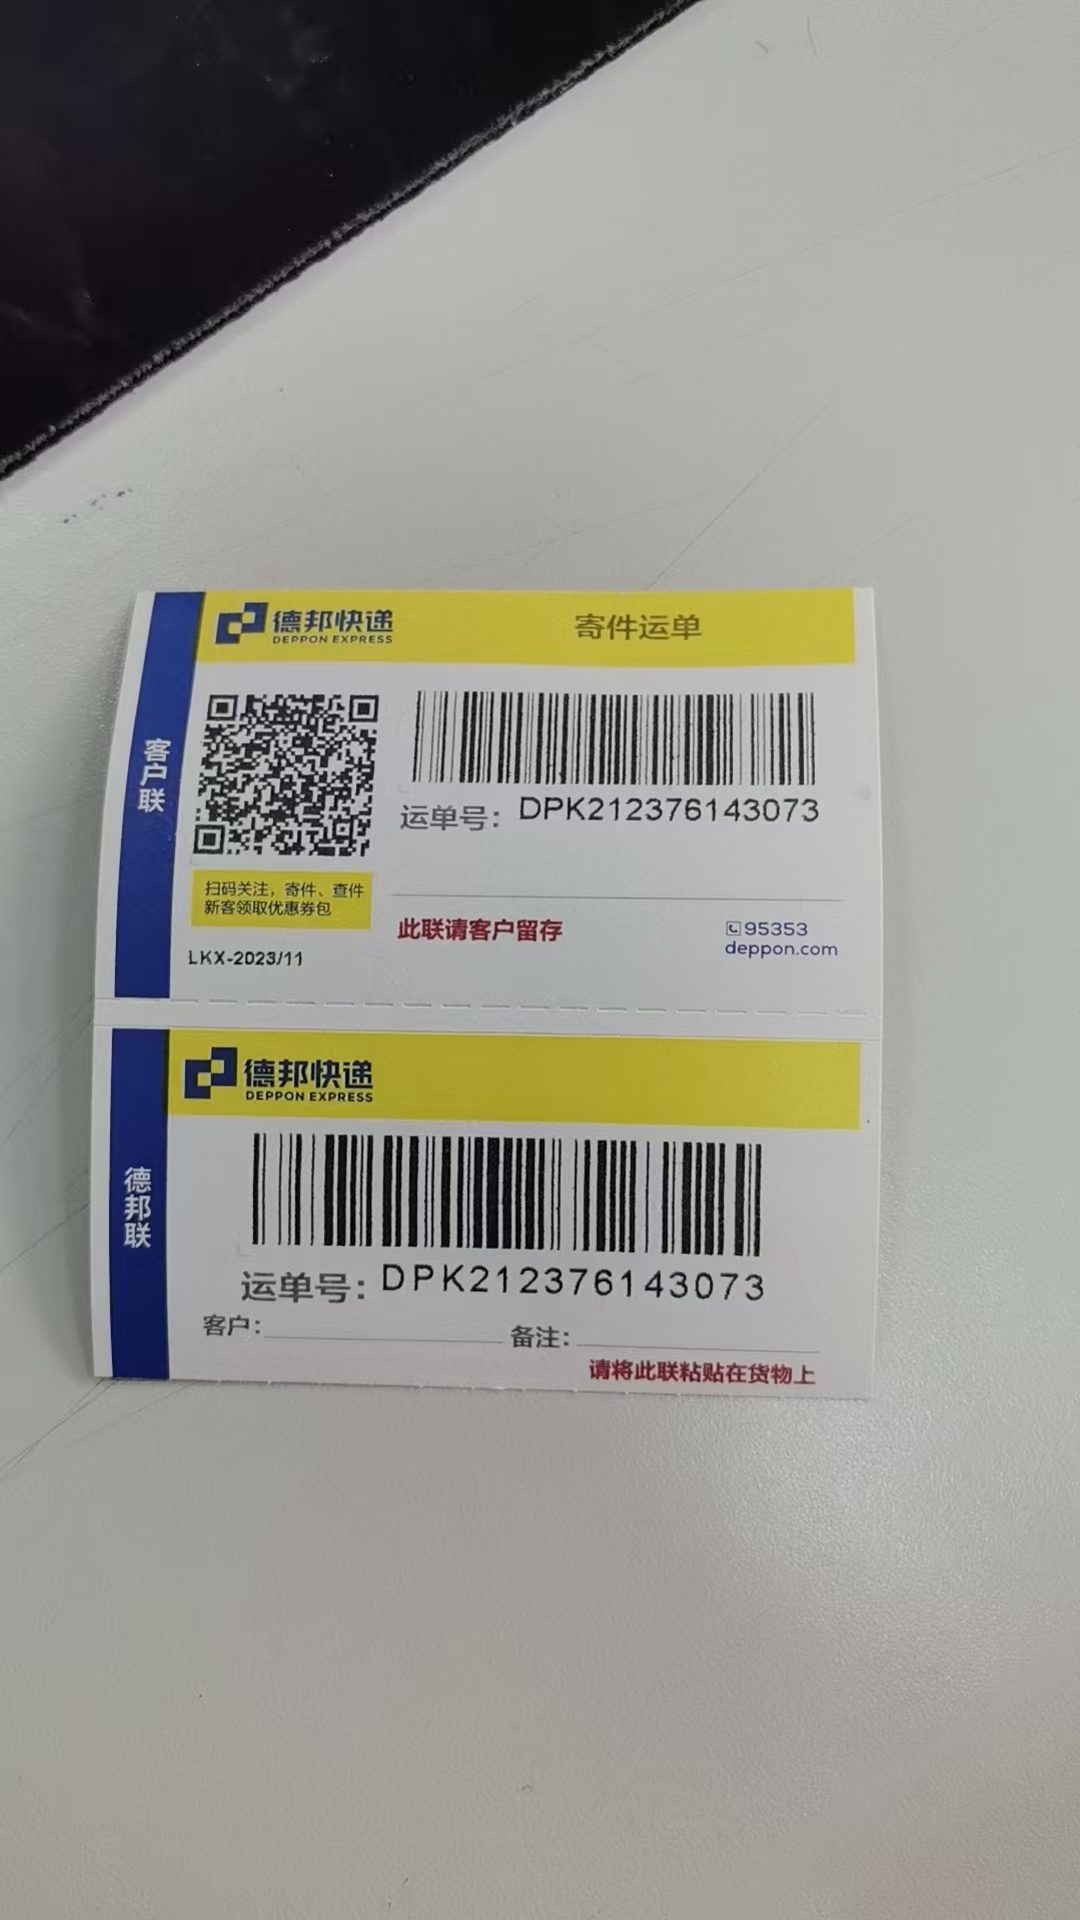 德邦快递
DEPPON EXPRESS
寄件运单
客户联
运单号：DPK212376143073
扫码关注，寄件、查件
新客领取优惠券包
此联请客户留存
95353
deppon.com
LKX-2023/11
德邦快递
DEPPON EXPRESS
德邦联
运单号：DPK212376143073
客户：
备注：
请将此联粘贴在货物上